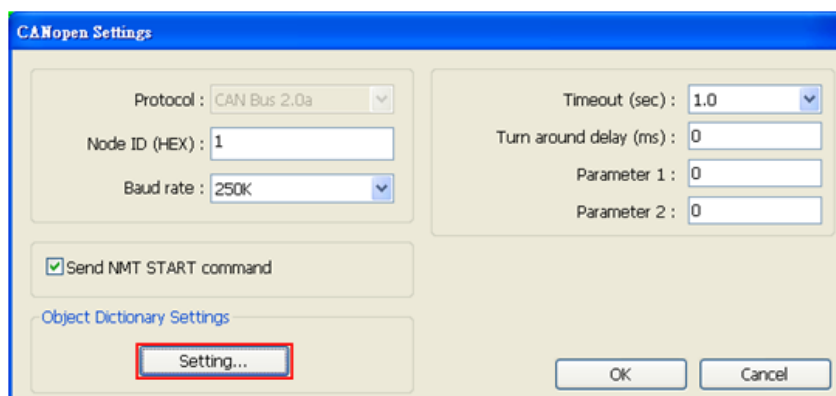 CANopen Settings
Protocol : CAN Bus 2.0a
Node ID (HEX) : 1
Baud rate : 250K
Timeout (sec) : 1.0
Turn around delay (ms) : 0
Parameter 1 : 0
Parameter 2 : 0
Send NMT START command
Object Dictionary Settings
Setting...
OK
Cancel